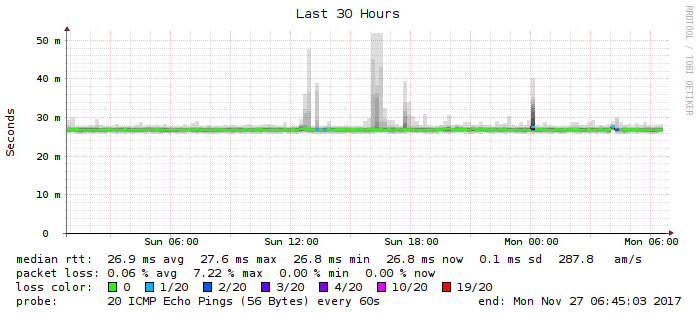 Last 30 Hours
RRDTOOL / TOBI OETIKER
Seconds
50 m
40 m
30 m
20 m
10 m
0
Sun 06:00 Sun 12:00 Sun 18:00 Mon 00:00 Mon 06:00
median rtt: 26.9 ms avg 27.6 ms max 26.8 ms min 26.8 ms now 0.1 ms sd 287.8 am/s
packet loss: 0.06 % avg 7.22 % max 0.00 % min 0.00 % now
loss color: 0 1/20 2/20 3/20 4/20 10/20 19/20
probe: 20 ICMP Echo Pings (56 Bytes) every 60s end: Mon Nov 27 06:45:03 2017